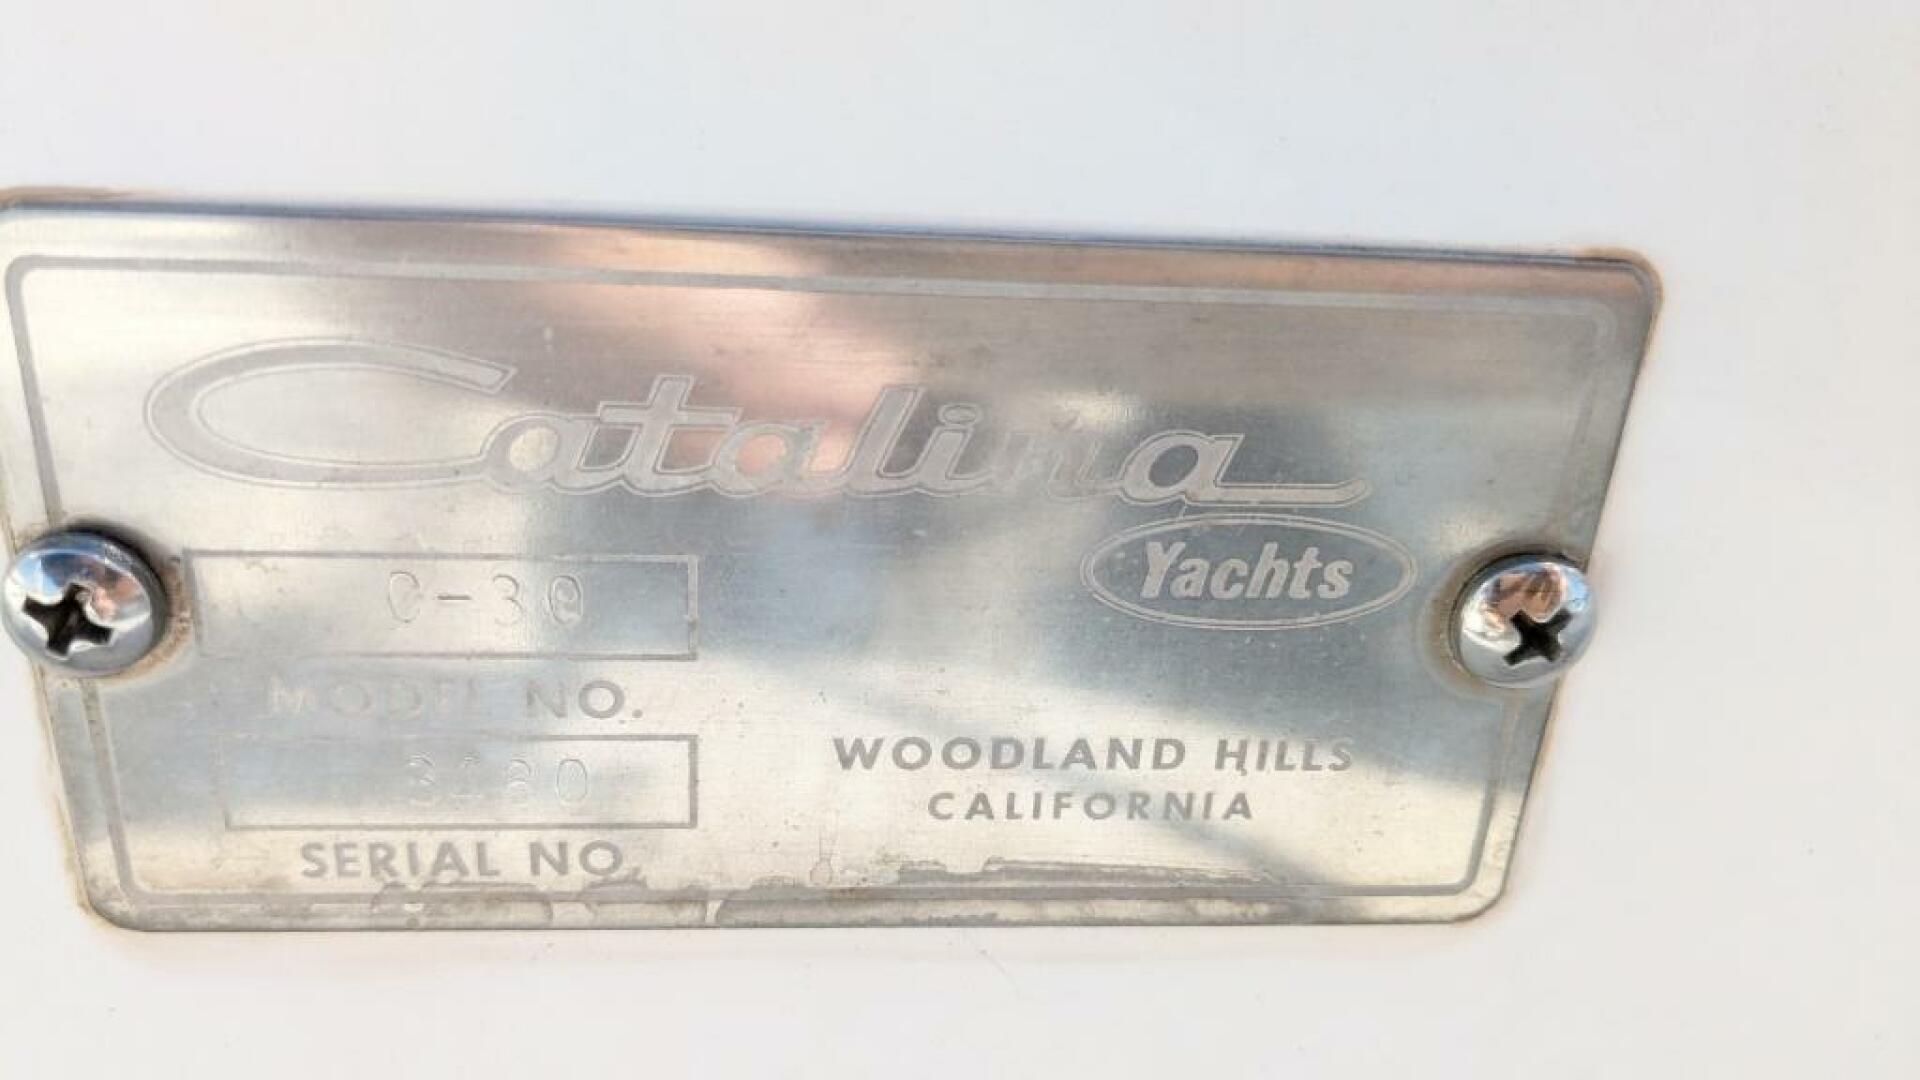 Catalina
Yachts
C-30
MODEL NO.
SERIAL NO.
WOODLAND HILLS
CALIFORNIA